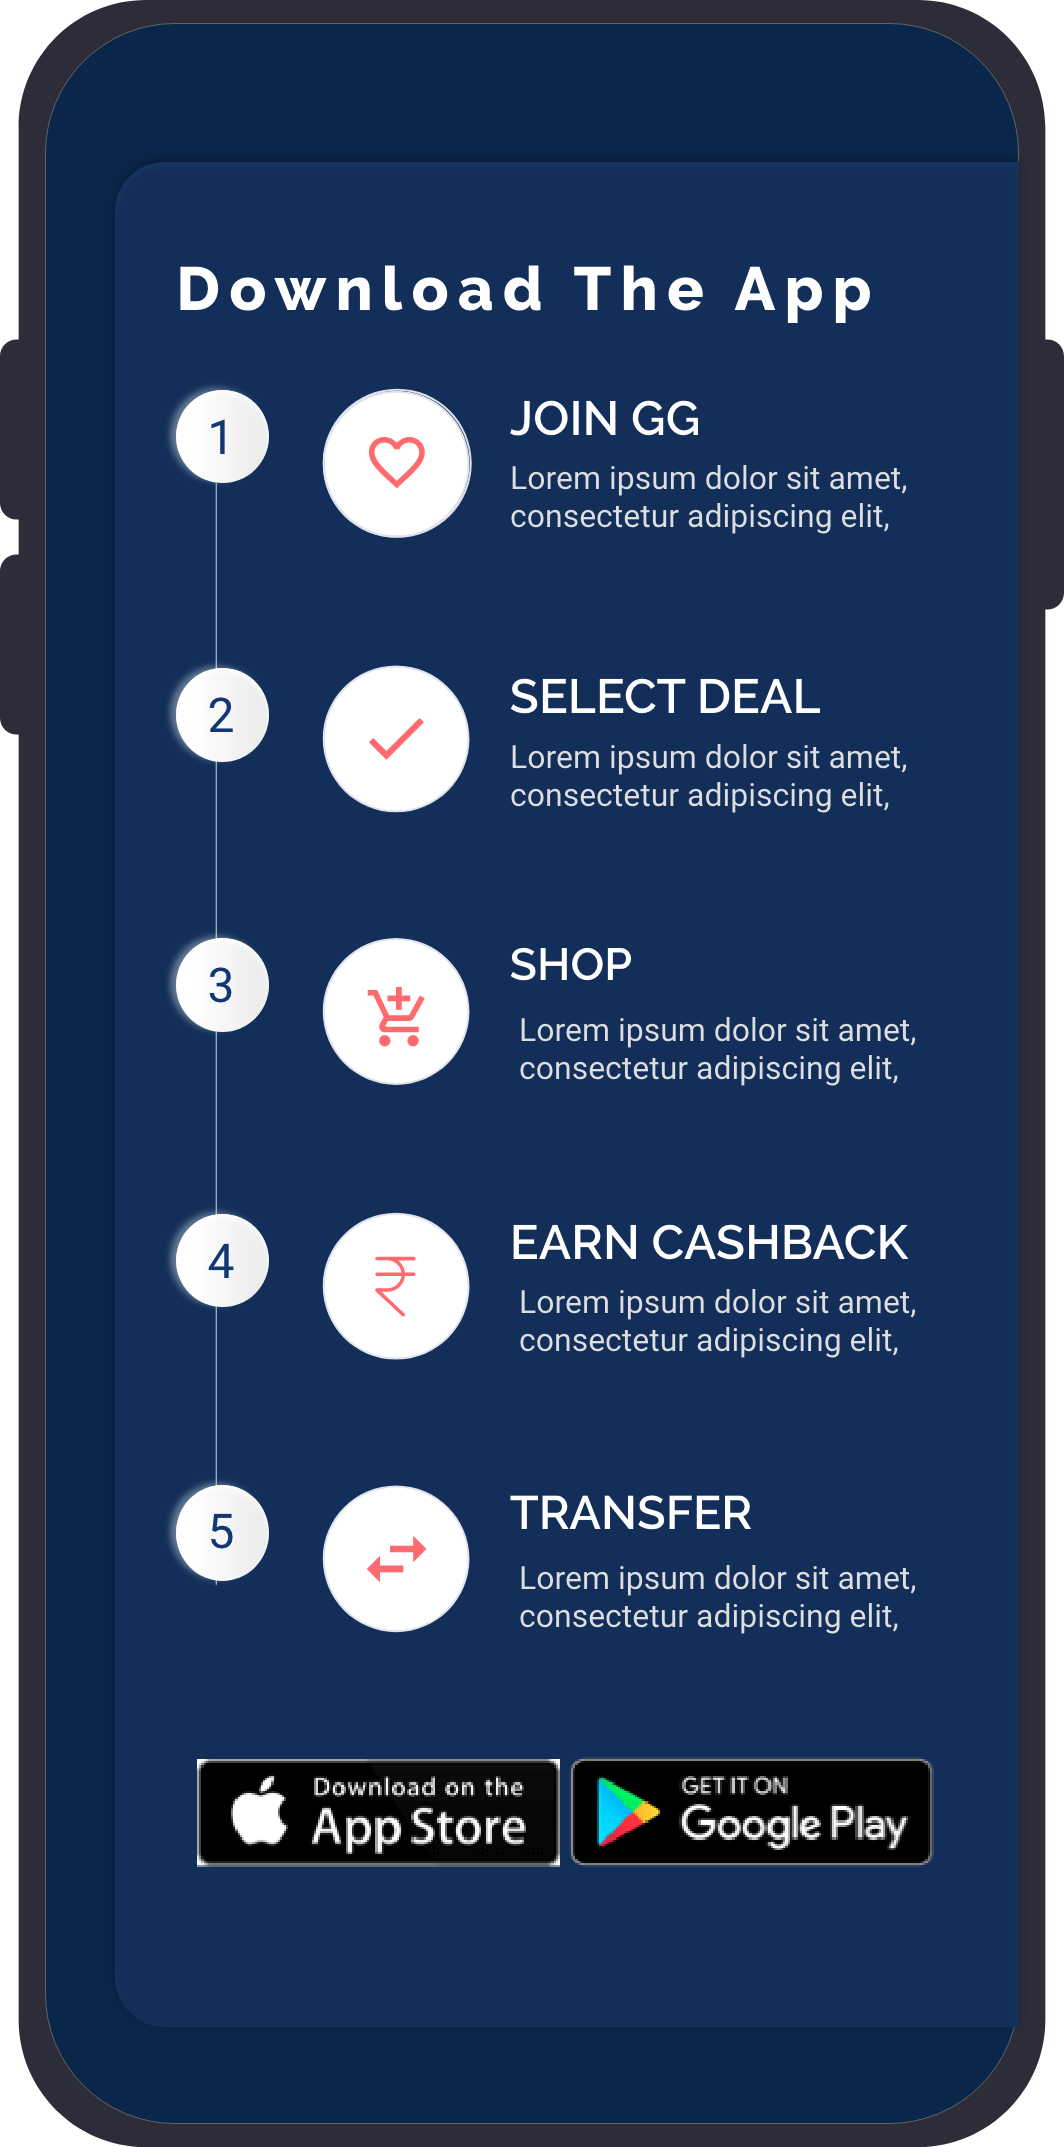 Download The App
1
JOIN GG
Lorem ipsum dolor sit amet,
consectetur adipiscing elit,
2
SELECT DEAL
Lorem ipsum dolor sit amet,
consectetur adipiscing elit,
3
SHOP
Lorem ipsum dolor sit amet,
consectetur adipiscing elit,
4
₹
EARN CASHBACK
Lorem ipsum dolor sit amet,
consectetur adipiscing elit,
5
TRANSFER
Lorem ipsum dolor sit amet,
consectetur adipiscing elit,
Download on the
App Store
GET IT ON
Google Play